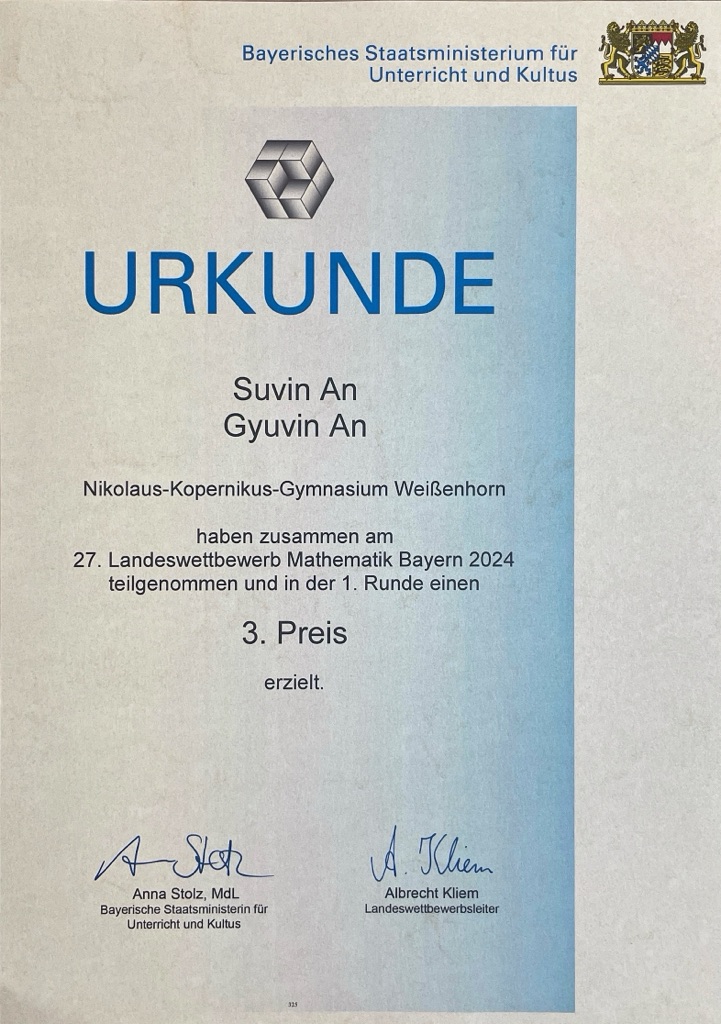 Bayerisches Staatsministerium für
Unterricht und Kultus
URKUNDE
Suvin An
Gyuvin An
Nikolaus-Kopernikus-Gymnasium Weißenhorn
haben zusammen am
27. Landeswettbewerb Mathematik Bayern 2024
teilgenommen und in der 1. Runde einen
3. Preis
erzielt.
A Stolz
A. Kliem
Anna Stolz, MdL
Bayerische Staatsministerin für
Unterricht und Kultus
Albrecht Kliem
Landeswettbewerbsleiter
325